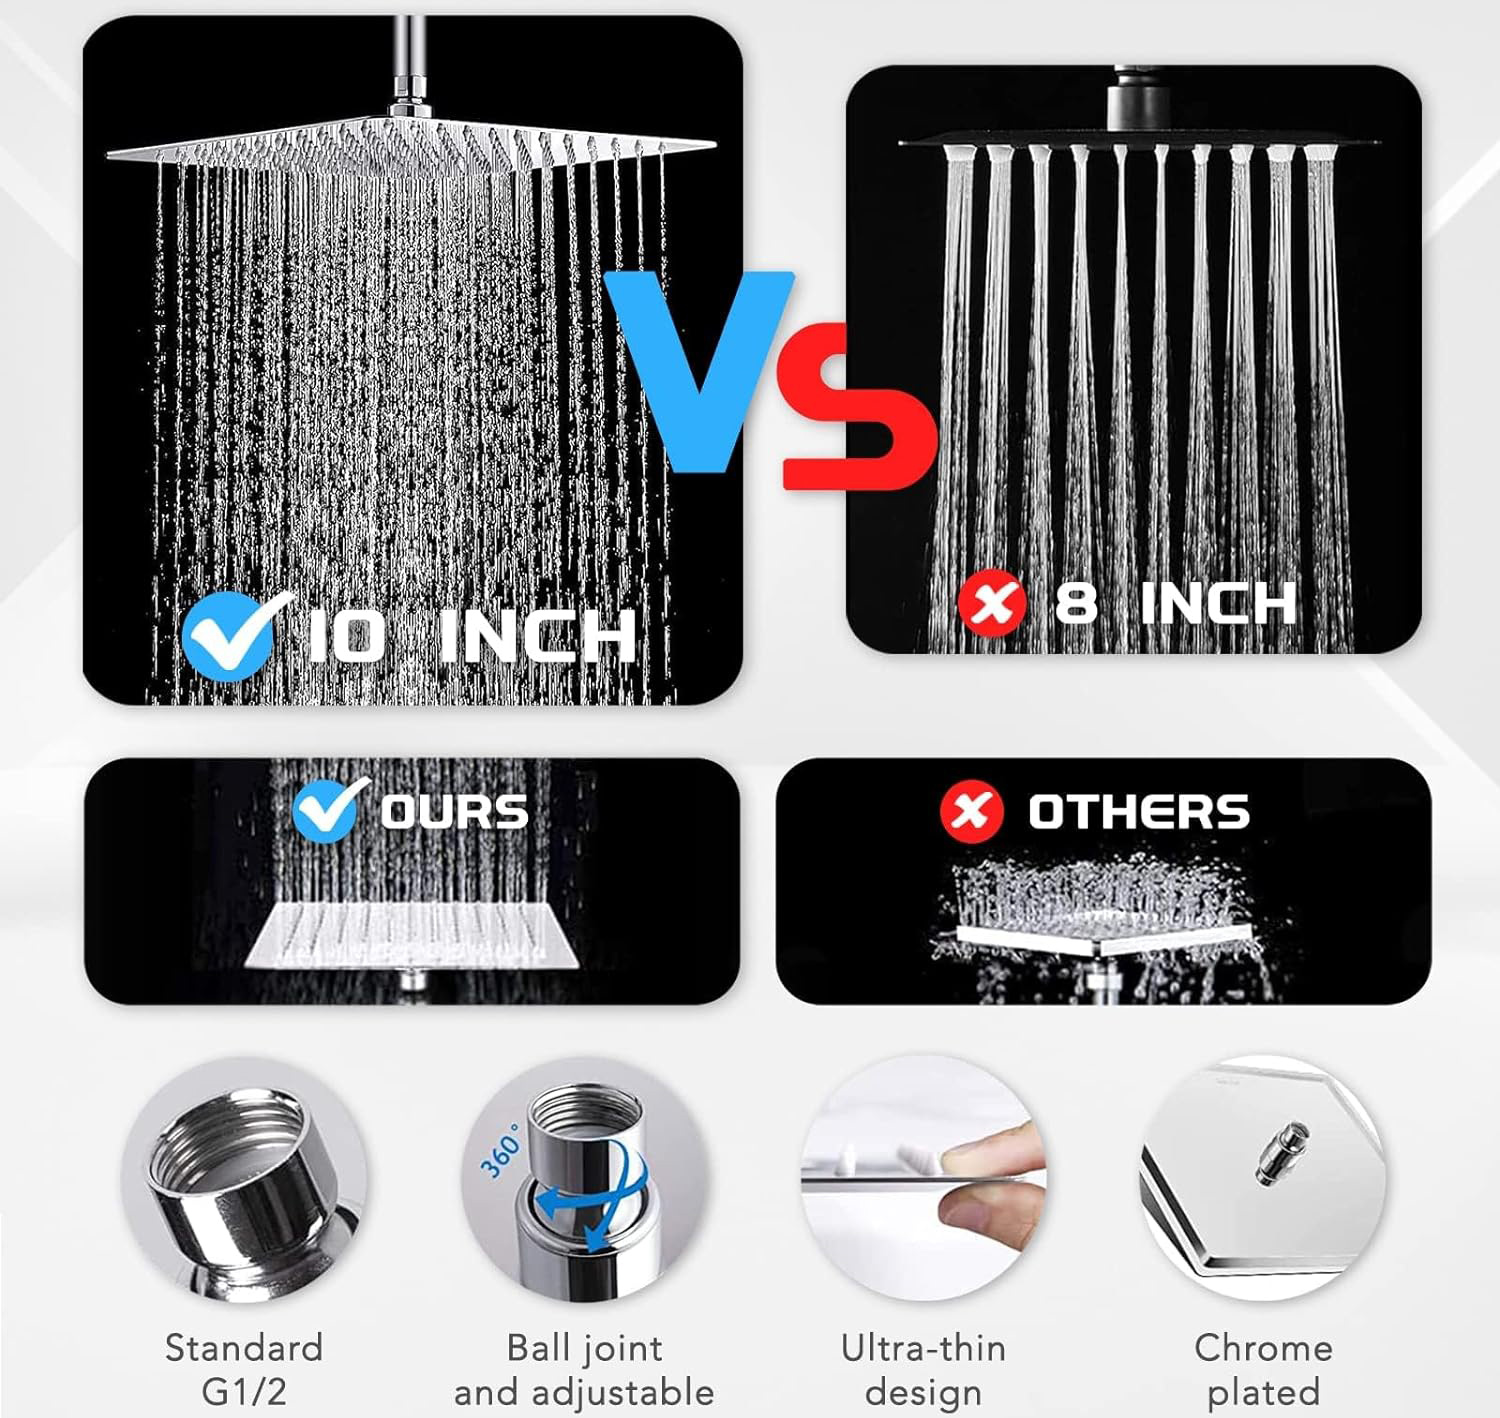 VS
10 INCH
8 INCH
OURS
OTHERS
360°
Standard
G1/2
Ball joint
and adjustable
Ultra-thin
design
Chrome
plated